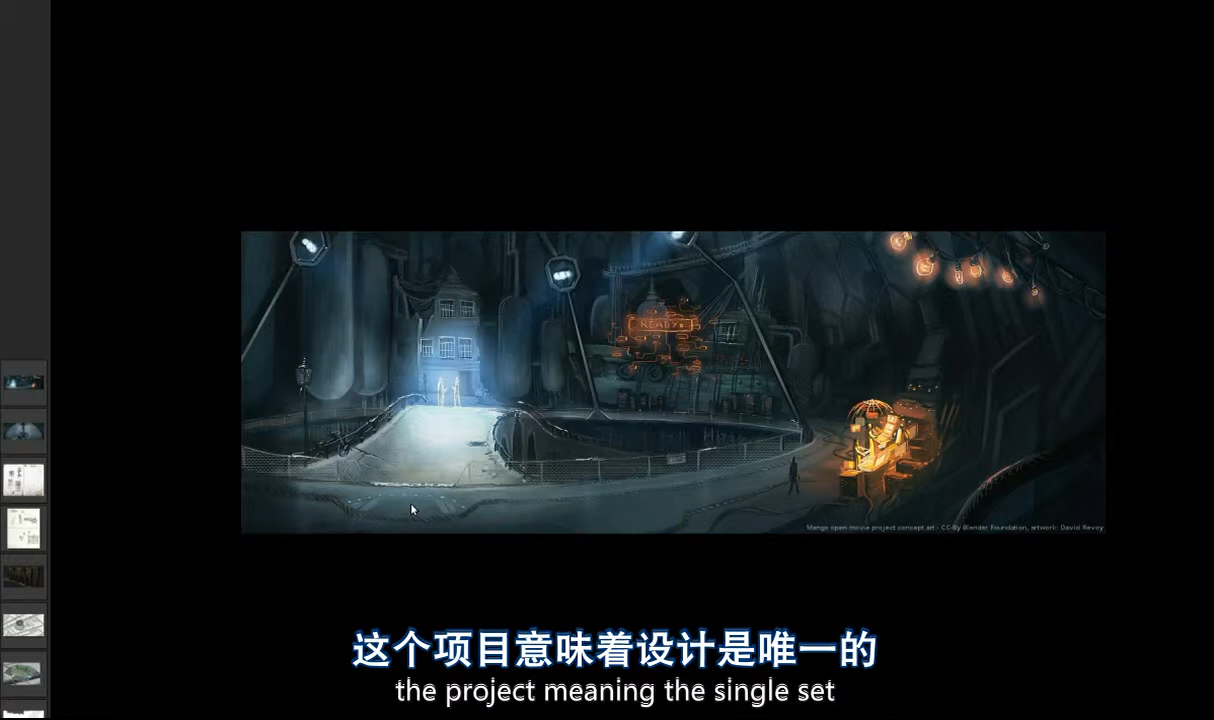 READY
Mango open movie project concept art - CC-By Blender Foundation, artwork: David Revoy
这个项目意味着设计是唯一的
the project meaning the single set